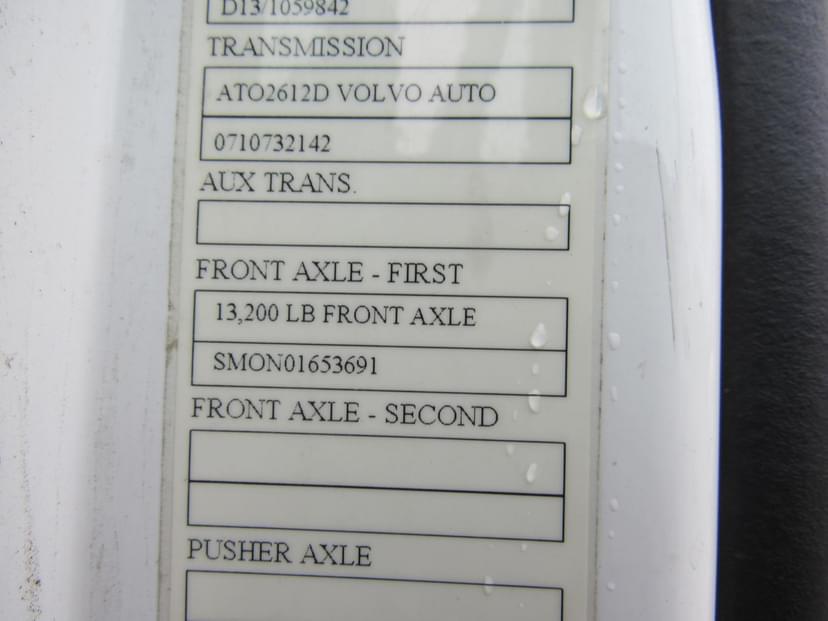 D13/1059842
TRANSMISSION
ATO2612D VOLVO AUTO
0710732142
AUX TRANS.
FRONT AXLE - FIRST
13,200 LB FRONT AXLE
SMON01653691
FRONT AXLE - SECOND
PUSHER AXLE